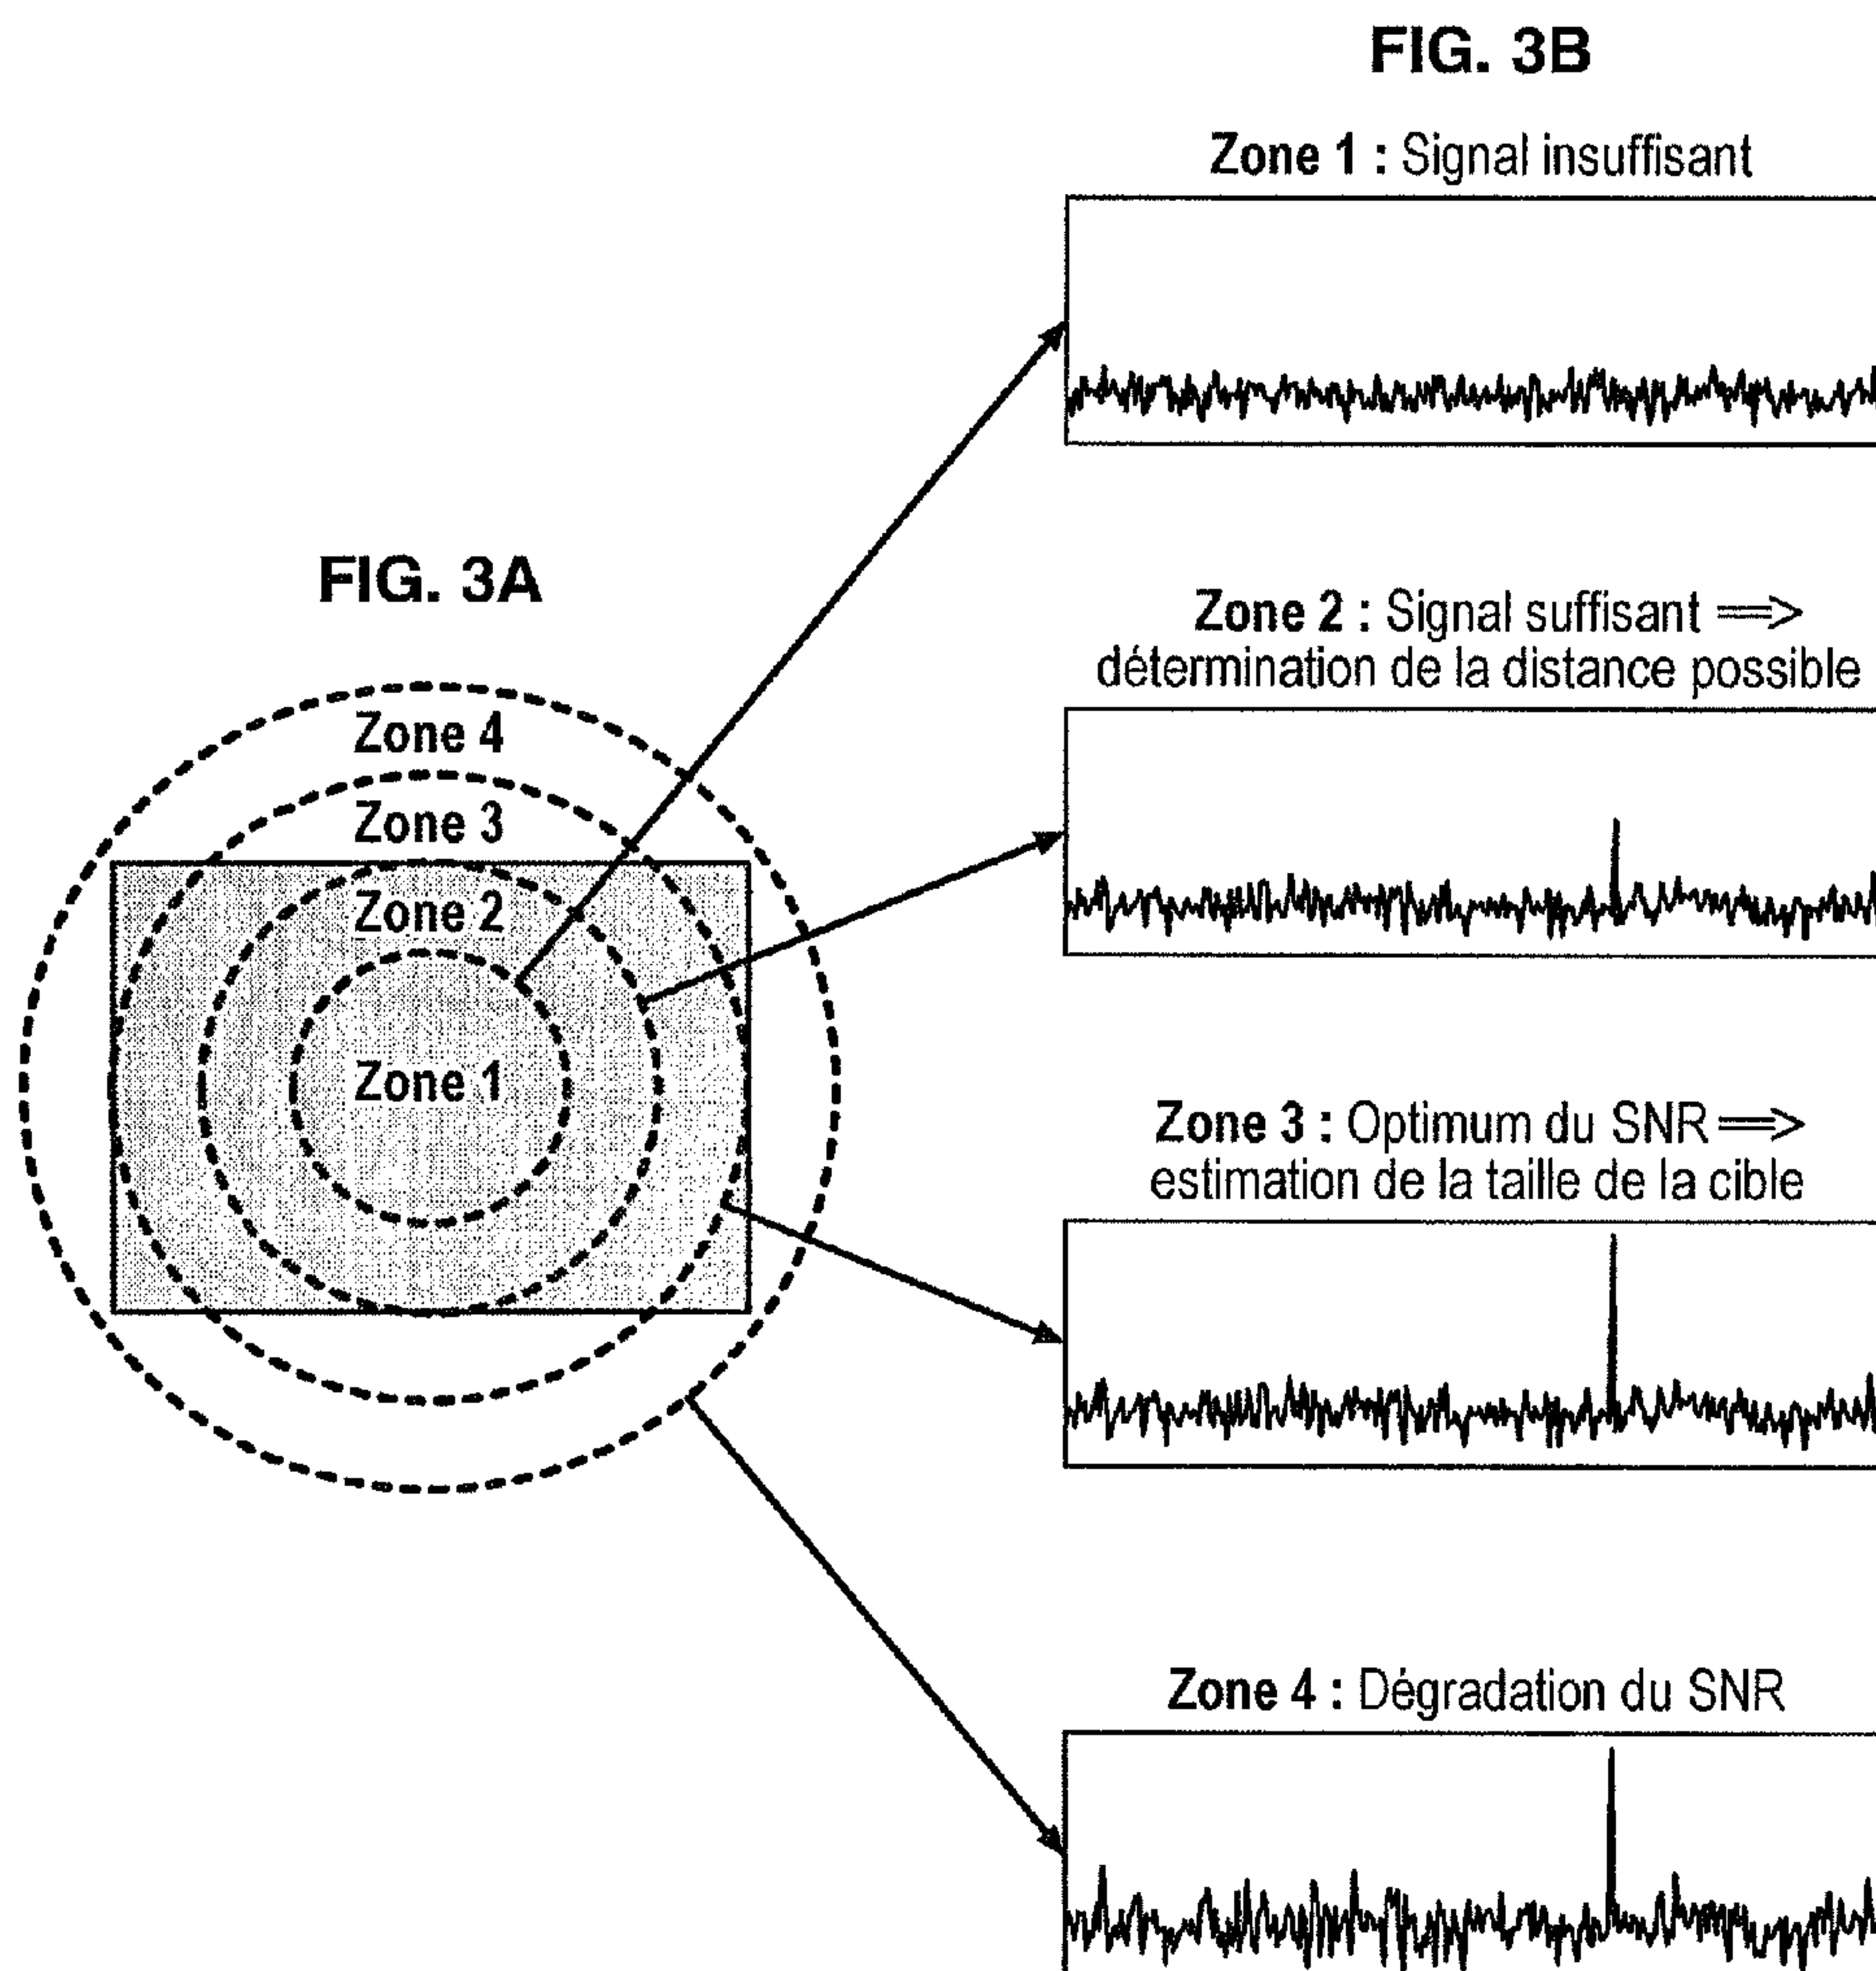 FIG. 3B
Zone 1 : Signal insuffisant
Zone 2 : Signal suffisant ⟹
détermination de la distance possible
Zone 3 : Optimum du SNR ⟹
estimation de la taille de la cible
Zone 4 : Dégradation du SNR
FIG. 3A
Zone 4
Zone 3
Zone 2
Zone 1